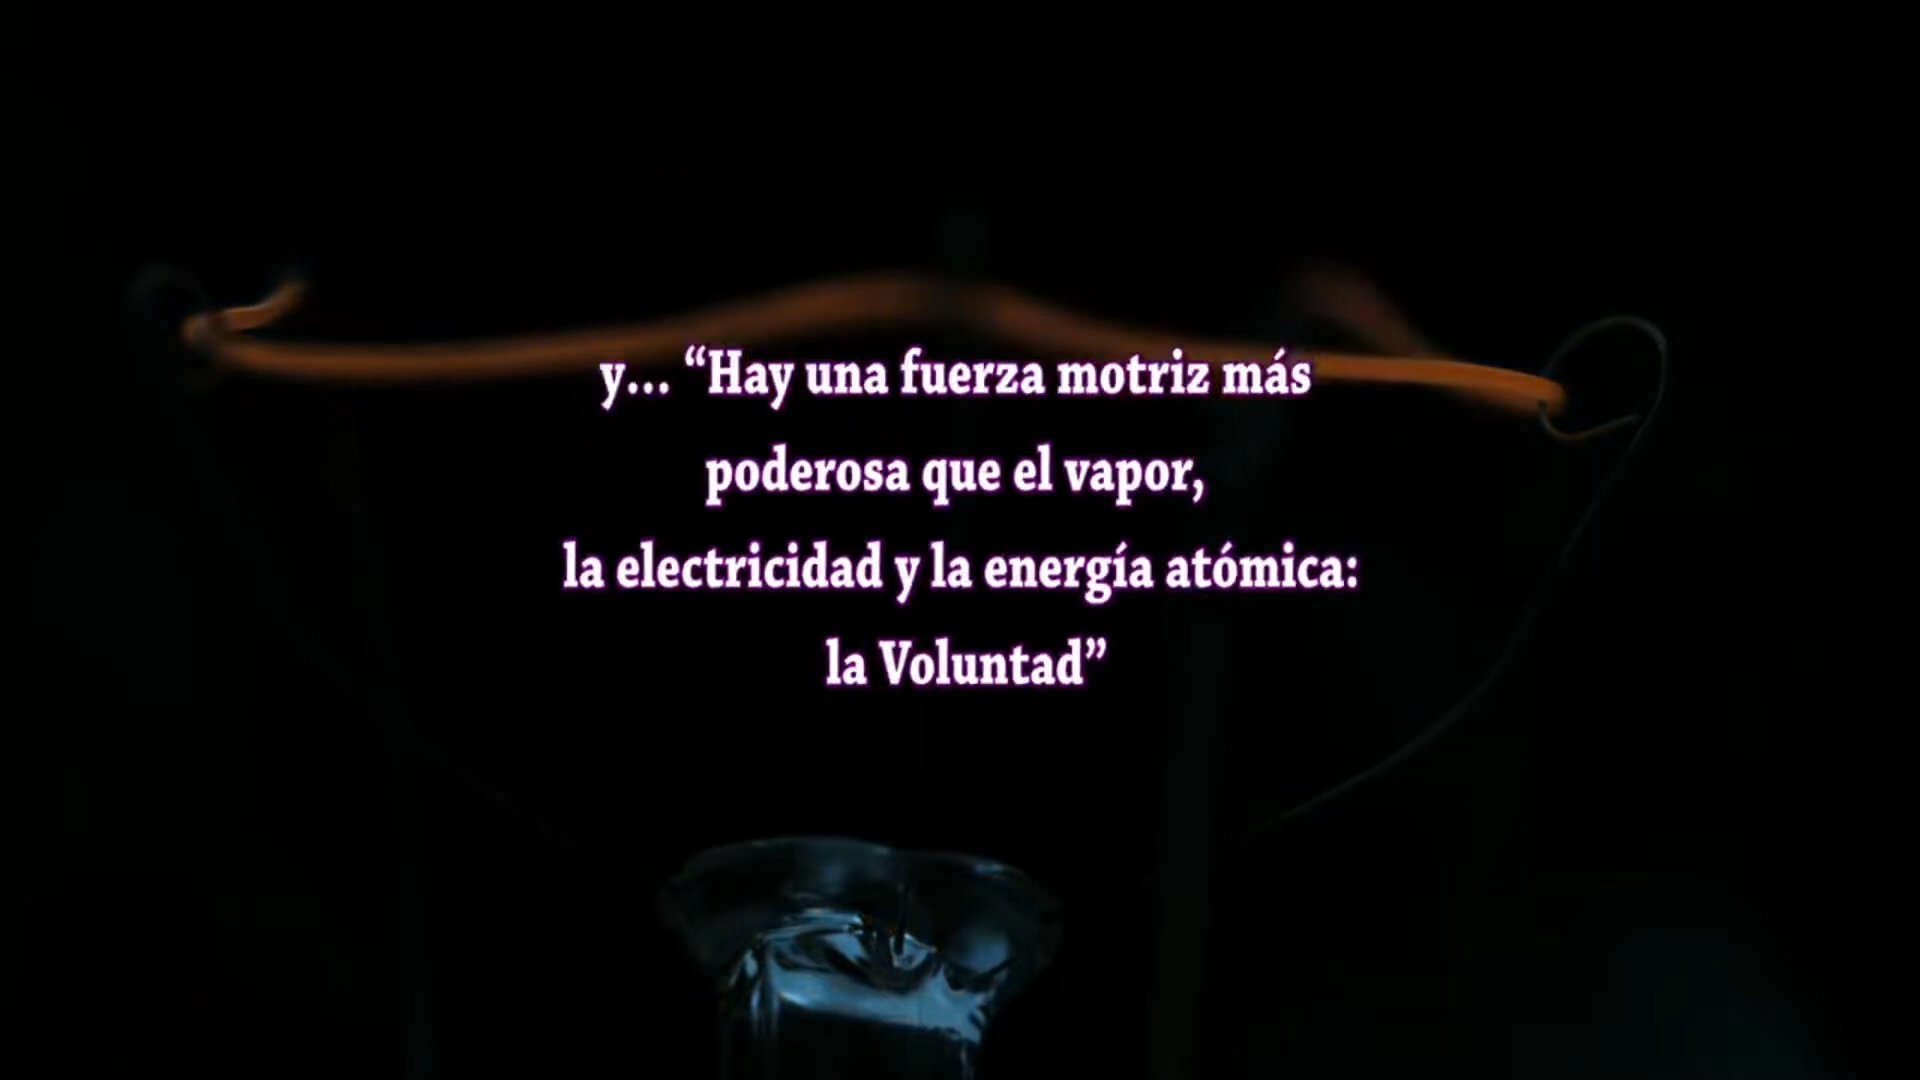 y... “Hay una fuerza motriz más
poderosa que el vapor,
la electricidad y la energía atómica:
la Voluntad”